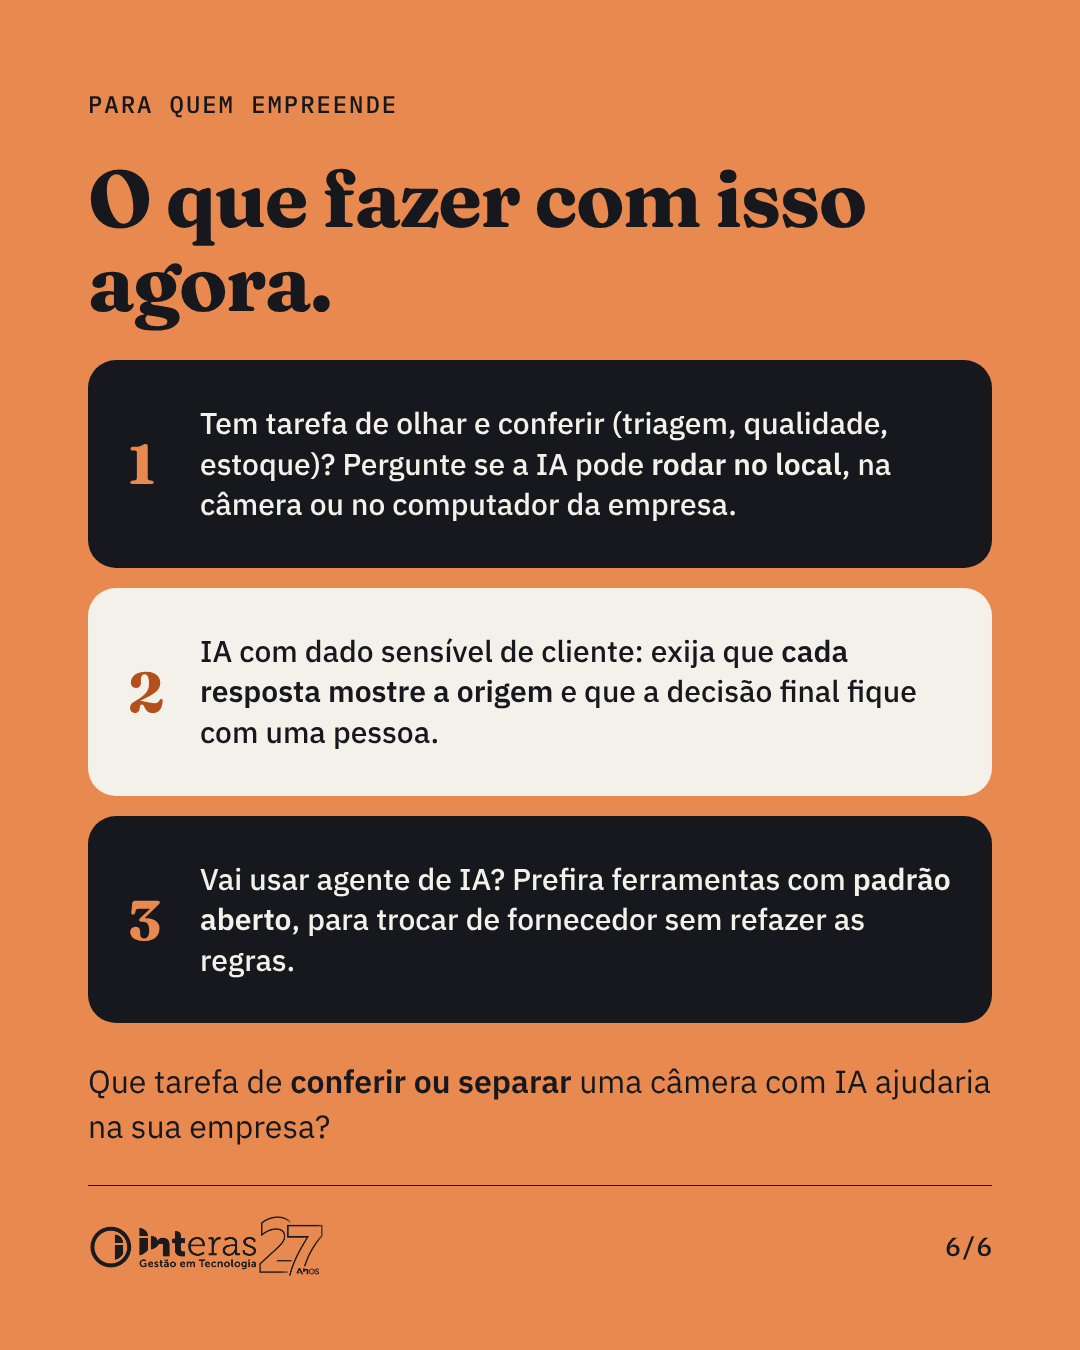 PARA QUEM EMPREENDE
O que fazer com isso
agora.
1
Tem tarefa de olhar e conferir (triagem, qualidade,
estoque)? Pergunte se a IA pode rodar no local, na
câmera ou no computador da empresa.
2
IA com dado sensível de cliente: exija que cada
resposta mostre a origem e que a decisão final fique
com uma pessoa.
3
Vai usar agente de IA? Prefira ferramentas com padrão
aberto, para trocar de fornecedor sem refazer as
regras.
Que tarefa de conferir ou separar uma câmera com IA ajudaria
na sua empresa?
interas
Gestão em Tecnologia
27
ANOS
6/6